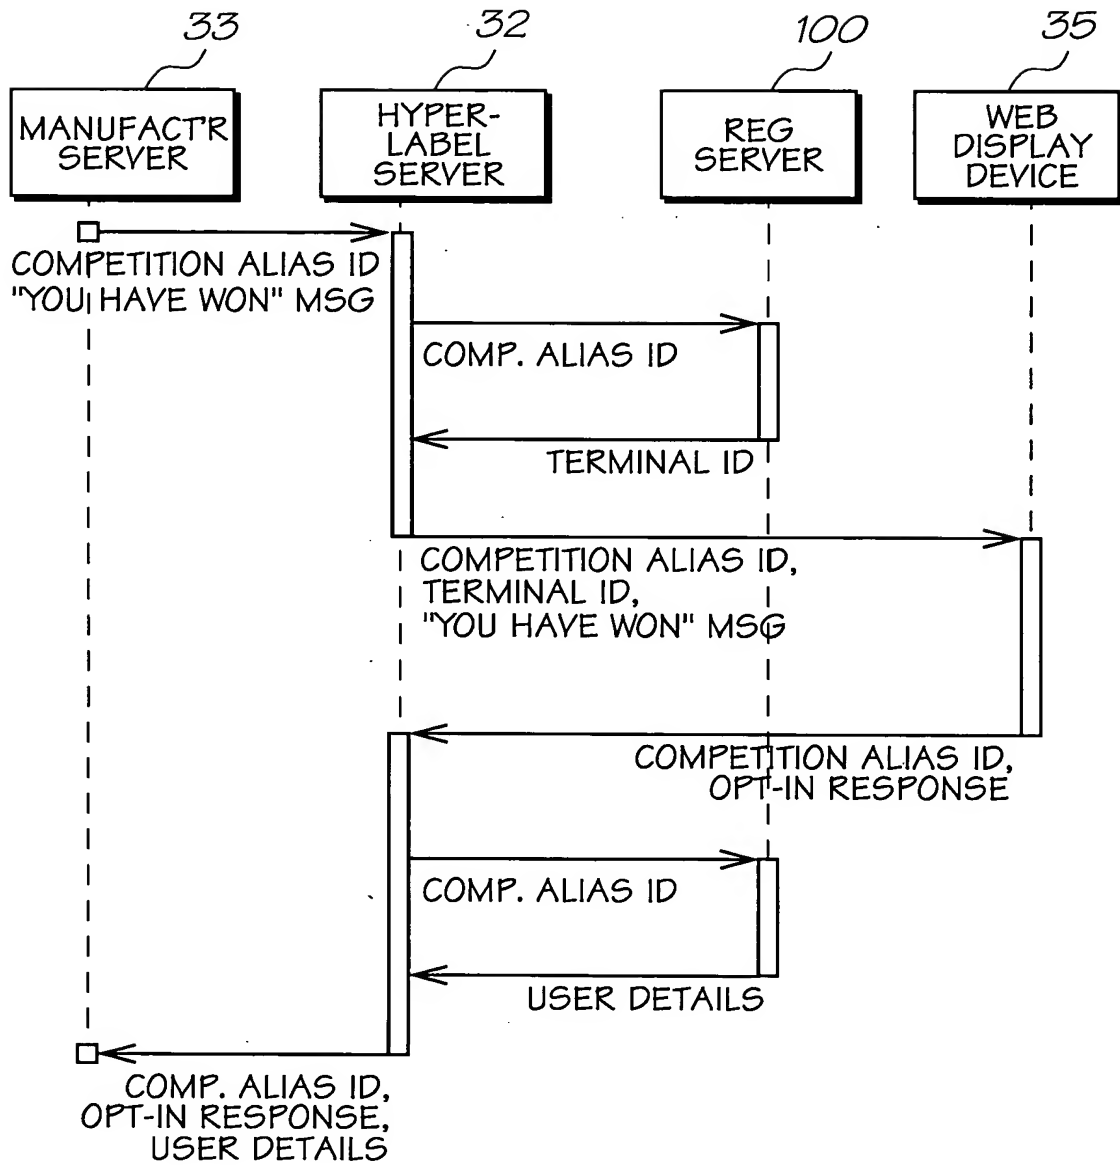 33
32
100
35
MANUFACT'R
SERVER
HYPER-
LABEL
SERVER
REG
SERVER
WEB
DISPLAY
DEVICE
COMPETITION ALIAS ID
"YOU HAVE WON" MSG
COMP. ALIAS ID
TERMINAL ID
COMPETITION ALIAS ID,
TERMINAL ID,
"YOU HAVE WON" MSG
COMPETITION ALIAS ID,
OPT-IN RESPONSE
COMP. ALIAS ID
USER DETAILS
COMP. ALIAS ID,
OPT-IN RESPONSE,
USER DETAILS